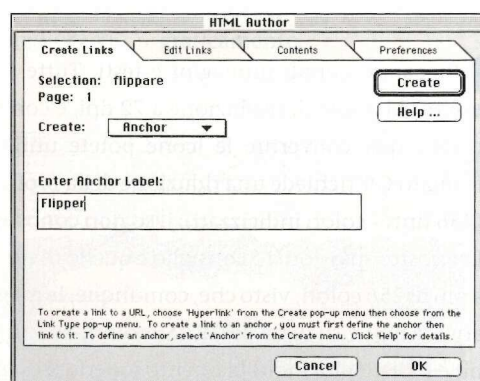 HTML Author
Create Links Edit Links Contents Preferences
Selection: flippare
Create
Page: 1
Help ...
Create: Anchor
Enter Anchor Label:
Flipper
To create a link to a URL, choose 'Hyperlink' from the Create pop-up menu then choose from the
Link Type pop-up menu. To create a link to an anchor, you must first define the anchor then
link to it. To define an anchor, select 'Anchor' from the Create menu. Click 'Help' for details.
Cancel OK